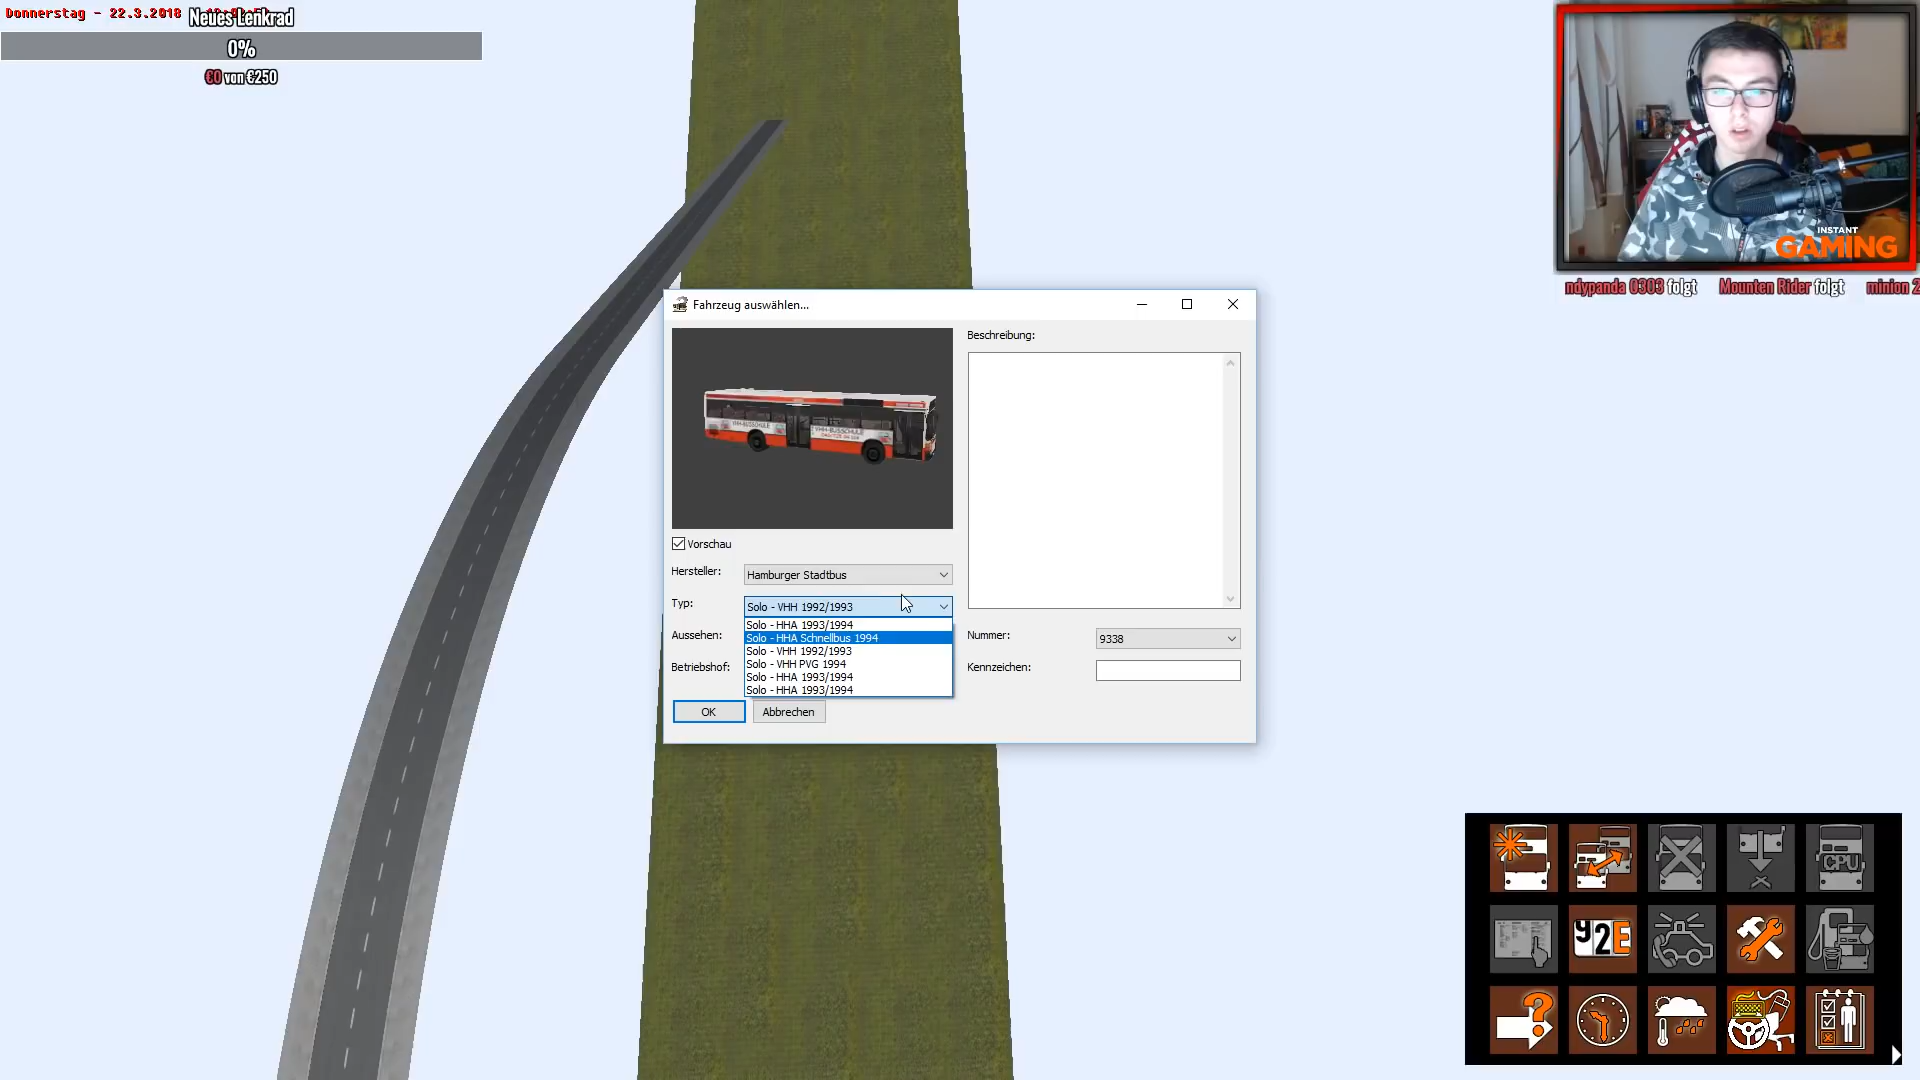 Donnerstag - 22.3.2018
Neues Lenkrad
0%
€0 von €250
INSTANT
GAMING
ndypanda 0303 folgt Mounten Rider folgt minion 2
Fahrzeug auswählen...
Beschreibung:
VHH-BUSSCHULE
Vorschau
Hersteller: Hamburger Stadtbus
Typ: Solo - VHH 1992/1993
Solo - HHA 1993/1994
Solo - HHA Schnellbus 1994
Solo - VHH 1992/1993
Solo - VHH PVG 1994
Solo - HHA 1993/1994
Solo - HHA 1993/1994
Aussehen:
Betriebshof:
Nummer: 9338
Kennzeichen:
OK Abbrechen
CPU
92E
?